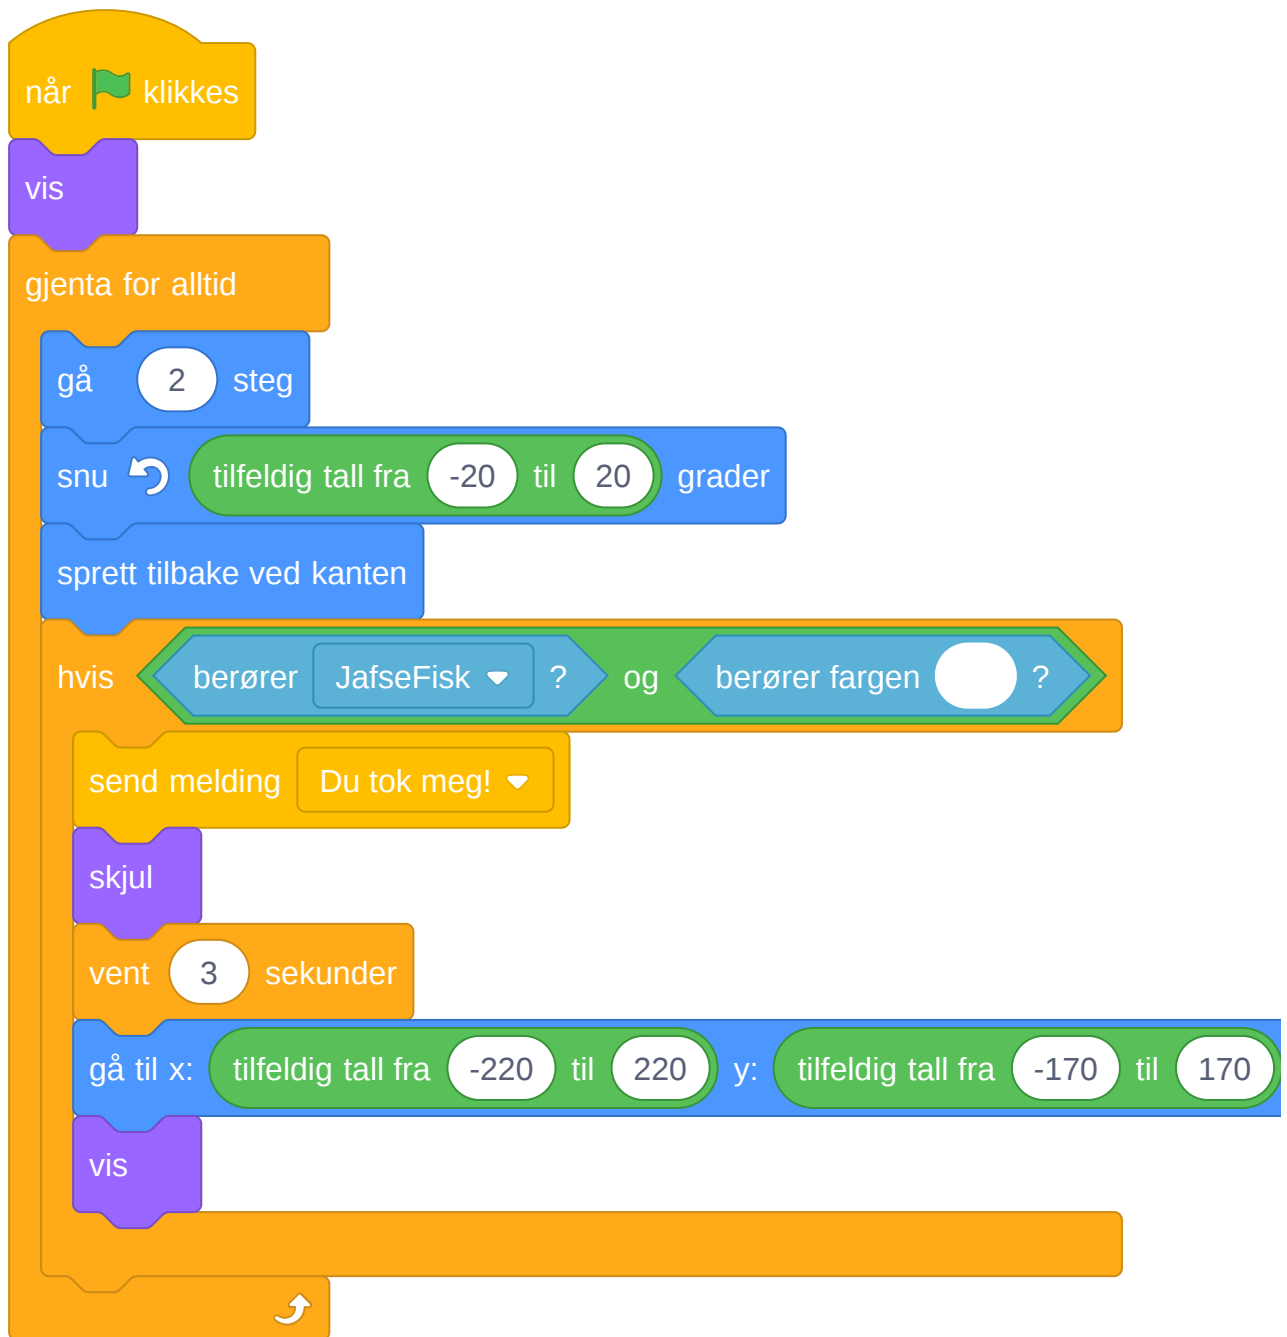 når klikkes
vis
gjenta for alltid
gå 2 steg
snu tilfeldig tall fra -20 til 20 grader
sprett tilbake ved kanten
hvis berører JafseFisk ? og berører fargen ?
send melding Du tok meg!
skjul
vent 3 sekunder
gå til x: tilfeldig tall fra -220 til 220 y: tilfeldig tall fra -170 til 170
vis